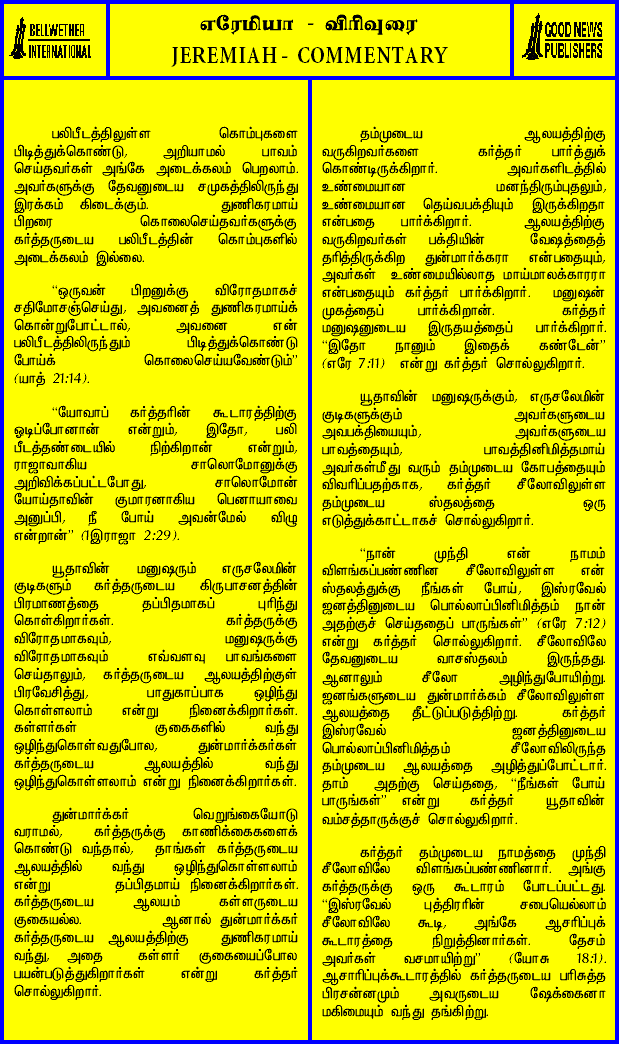 BELLWETHER
INTERNATIONAL
எரேமியா - விரிவுரை
JEREMIAH - COMMENTARY
GOOD NEWS
PUBLISHERS
பலிபீடத்திலுள்ள கொம்புகளை
பிடித்துக்கொண்டு, அறியாமல் பாவம்
செய்தவர்கள் அங்கே அடைக்கலம் பெறலாம்.
அவர்களுக்கு தேவனுடைய சமுகத்திலிருந்து
இரக்கம் கிடைக்கும். துணிகரமாய்
பிறரை கொலைசெய்தவர்களுக்கு
கர்த்தருடைய பலிபீடத்தின் கொம்புகளில்
அடைக்கலம் இல்லை.
“ஒருவன் பிறனுக்கு விரோதமாகச்
சதிமோசஞ்செய்து, அவனைத் துணிகரமாய்க்
கொன்றுபோட்டால், அவனை என்
பலிபீடத்திலிருந்தும் பிடித்துக்கொண்டு
போய்க் கொலைசெய்யவேண்டும்”
(யாத் 21:14).
“யோவாப் கர்த்தரின் கூடாரத்திற்கு
ஓடிப்போனான் என்றும், இதோ, பலி
பீடத்தண்டையில் நிற்கிறான் என்றும்,
ராஜாவாகிய சாலொமோனுக்கு
அறிவிக்கப்பட்டபோது, சாலொமோன்
யோய்தாவின் குமாரனாகிய பெனாயாவை
அனுப்பி, நீ போய் அவன்மேல் விழு
என்றான்” (1இராஜா 2:29).
யூதாவின் மனுஷரும் எருசலேமின்
குடிகளும் கர்த்தருடைய கிருபாசனத்தின்
பிரமாணத்தை தப்பிதமாகப் புரிந்து
கொள்கிறார்கள். கர்த்தருக்கு
விரோதமாகவும், மனுஷருக்கு
விரோதமாகவும் எவ்வளவு பாவங்களை
செய்தாலும், கர்த்தருடைய ஆலயத்திற்குள்
பிரவேசித்து, பாதுகாப்பாக ஒழிந்து
கொள்ளலாம் என்று நினைக்கிறார்கள்.
கள்ளர்கள் குகைகளில் வந்து
ஒழிந்துகொள்வதுபோல, துன்மார்க்கர்கள்
கர்த்தருடைய ஆலயத்தில் வந்து
ஒழிந்துகொள்ளலாம் என்று நினைக்கிறார்கள்.
துன்மார்க்கர் வெறுங்கையோடு
வராமல், கர்த்தருக்கு காணிக்கைகளைக்
கொண்டு வந்தால், தாங்கள் கர்த்தருடைய
ஆலயத்தில் வந்து ஒழிந்துகொள்ளலாம்
என்று தப்பிதமாய் நினைக்கிறார்கள்.
கர்த்தருடைய ஆலயம் கள்ளருடைய
குகையல்ல. ஆனால் துன்மார்க்கர்
கர்த்தருடைய ஆலயத்திற்கு துணிகரமாய்
வந்து, அதை கள்ளர் குகையைப்போல
பயன்படுத்துகிறார்கள் என்று கர்த்தர்
சொல்லுகிறார்.
தம்முடைய ஆலயத்திற்கு
வருகிறவர்களை கர்த்தர் பார்த்துக்
கொண்டிருக்கிறார். அவர்களிடத்தில்
உண்மையான மனந்திரும்புதலும்,
உண்மையான தெய்வபக்தியும் இருக்கிறதா
என்பதை பார்க்கிறார். ஆலயத்திற்கு
வருகிறவர்கள் பக்தியின் வேஷத்தைத்
தரித்திருக்கிற துன்மார்க்கரா என்பதையும்,
அவர்கள் உண்மையில்லாத மாய்மாலக்காரரா
என்பதையும் கர்த்தர் பார்க்கிறார். மனுஷன்
முகத்தைப் பார்க்கிறான். கர்த்தர்
மனுஷனுடைய இருதயத்தைப் பார்க்கிறார்.
“இதோ நானும் இதைக் கண்டேன்”
(எரே 7:11) என்று கர்த்தர் சொல்லுகிறார்.
யூதாவின் மனுஷருக்கும், எருசலேமின்
குடிகளுக்கும் அவர்களுடைய
அவபக்தியையும், அவர்களுடைய
பாவத்தையும், பாவத்தினிமித்தமாய்
அவர்கள்மீது வரும் தம்முடைய கோபத்தையும்
விவரிப்பதற்காக, கர்த்தர் சீலோவிலுள்ள
தம்முடைய ஸ்தலத்தை ஒரு
எடுத்துக்காட்டாகச் சொல்லுகிறார்.
“நான் முந்தி என் நாமம்
விளங்கப்பண்ணின சீலோவிலுள்ள என்
ஸ்தலத்துக்கு நீங்கள் போய், இஸ்ரவேல்
ஜனத்தினுடைய பொல்லாப்பினிமித்தம் நான்
அதற்குச் செய்ததைப் பாருங்கள்” (எரே 7:12)
என்று கர்த்தர் சொல்லுகிறார். சீலோவிலே
தேவனுடைய வாசஸ்தலம் இருந்தது.
ஆனாலும் சீலோ அழிந்துபோயிற்று.
ஜனங்களுடைய துன்மார்க்கம் சீலோவிலுள்ள
ஆலயத்தை தீட்டுப்படுத்திற்று. கர்த்தர்
இஸ்ரவேல் ஜனத்தினுடைய
பொல்லாப்பினிமித்தம் சீலோவிலிருந்த
தம்முடைய ஆலயத்தை அழித்துப்போட்டார்.
தாம் அதற்கு செய்ததை, “நீங்கள் போய்
பாருங்கள்” என்று கர்த்தர் யூதாவின்
வம்சத்தாருக்குச் சொல்லுகிறார்.
கர்த்தர் தம்முடைய நாமத்தை முந்தி
சீலோவிலே விளங்கப்பண்ணினார். அங்கு
கர்த்தருக்கு ஒரு கூடாரம் போடப்பட்டது.
“இஸ்ரவேல் புத்திரரின் சபையெல்லாம்
சீலோவிலே கூடி, அங்கே ஆசரிப்புக்
கூடாரத்தை நிறுத்தினார்கள். தேசம்
அவர்கள் வசமாயிற்று” (யோசு 18:1).
ஆசாரிப்புக்கூடாரத்தில் கர்த்தருடைய பரிசுத்த
பிரசன்னமும் அவருடைய ஷேக்கைனா
மகிமையும் வந்து தங்கிற்று.